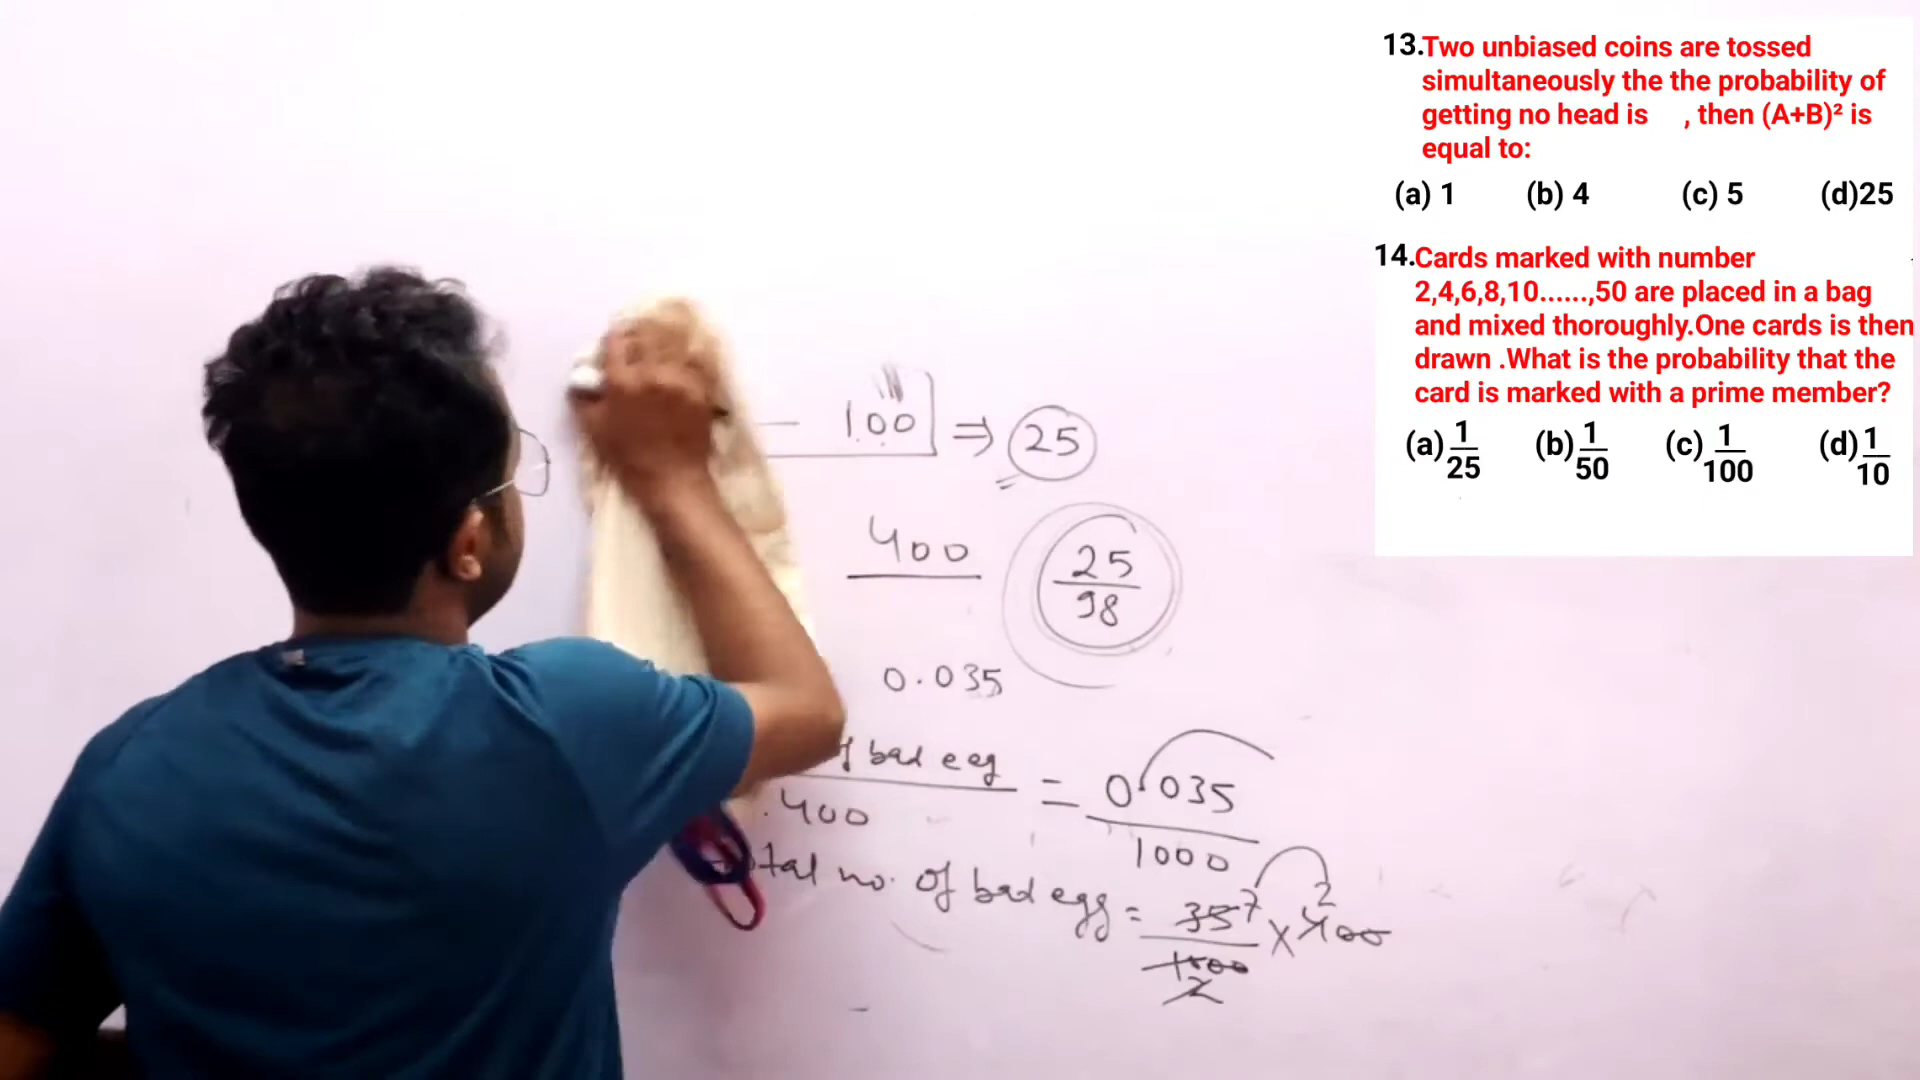 13.Two unbiased coins are tossed
simultaneously the the probability of
getting no head is , then (A+B)² is
equal to:
(a) 1 (b) 4 (c) 5 (d)25
14.Cards marked with number
2,4,6,8,10......,50 are placed in a bag
and mixed thoroughly.One cards is then
drawn .What is the probability that the
card is marked with a prime member?
(a) 1/25 (b) 1/50 (c) 1/100 (d) 1/10
— 100 ⇒ 25
400
25/98
0.035
bad egg = 0.035
400 1000
no. of bad egg = 35 7 × 400 2
1000
2